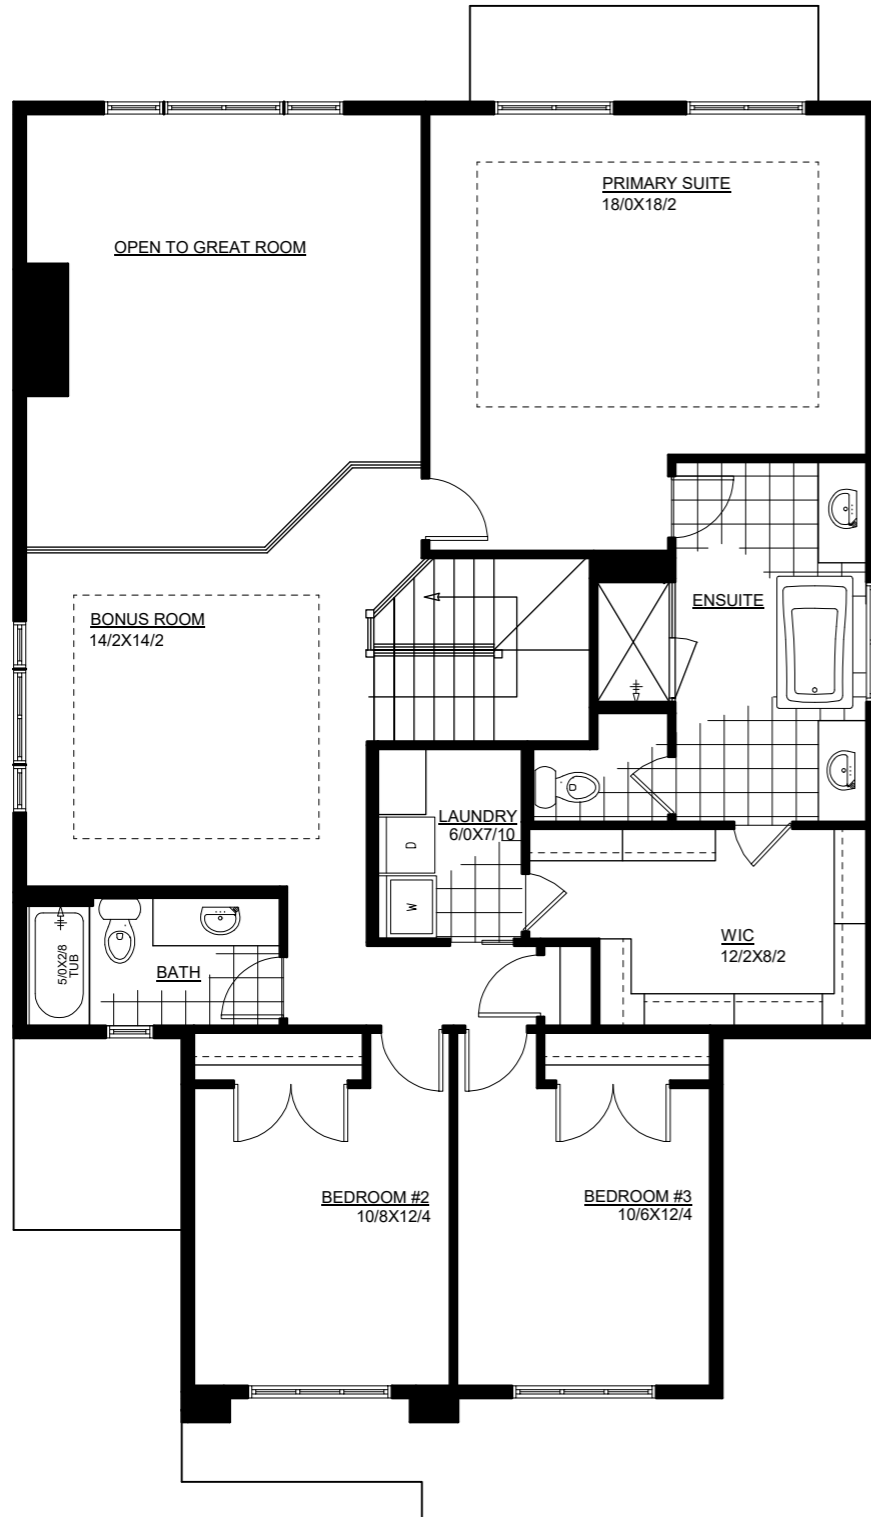 PRIMARY SUITE
18/0X18/2
OPEN TO GREAT ROOM
ENSUITE
BONUS ROOM
14/2X14/2
LAUNDRY
6/0X7/10
D
W
WIC
12/2X8/2
BATH
5/0X2/8
TUB
BEDROOM #2
10/8X12/4
BEDROOM #3
10/6X12/4